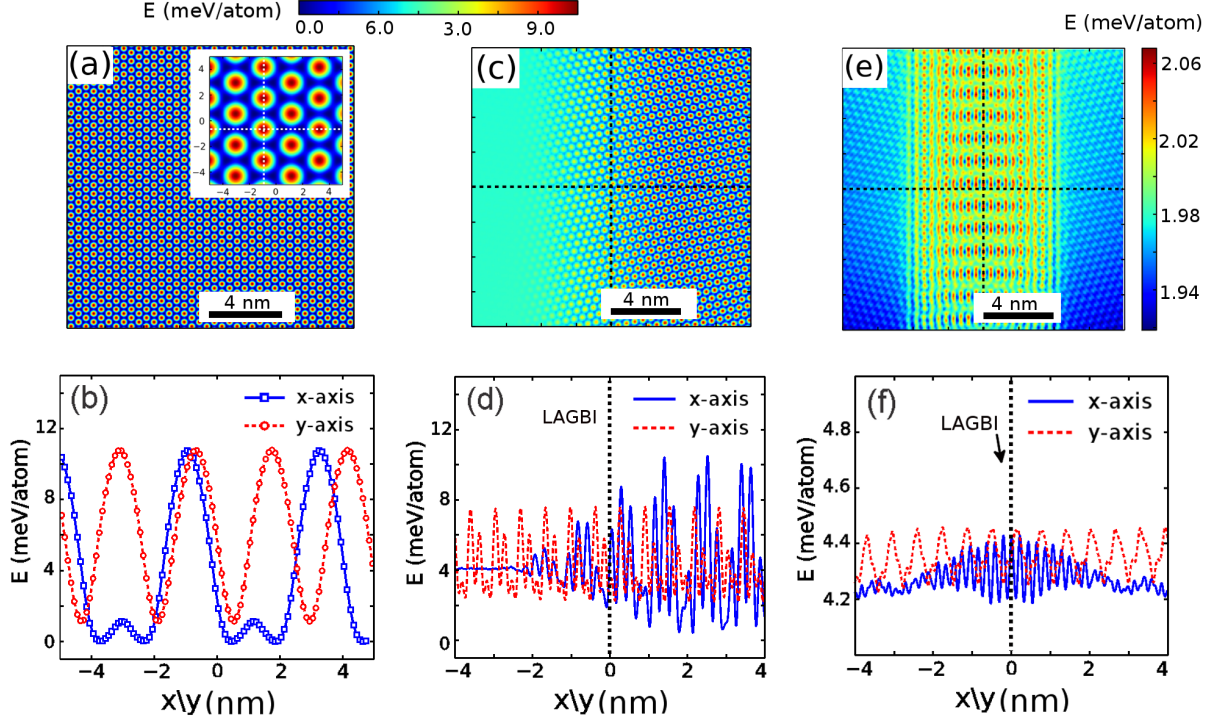 E (meV/atom)
0.0 6.0 3.0 9.0
E (meV/atom)
(a)
4
2
0
−2
−4
−4 −2 0 2 4
4 nm
(c)
4 nm
(e)
4 nm
2.06
2.02
1.98
1.94
(b)
x-axis
y-axis
E (meV/atom)
12
8
4
0
−4 −2 0 2 4
x\y (nm)
(d)
LAGBI
x-axis
y-axis
E (meV/atom)
12
8
4
0
−4 −2 0 2 4
x\y (nm)
(f)
LAGBI
x-axis
y-axis
E (meV/atom)
4.8
4.6
4.4
4.2
−4 −2 0 2 4
x\y (nm)